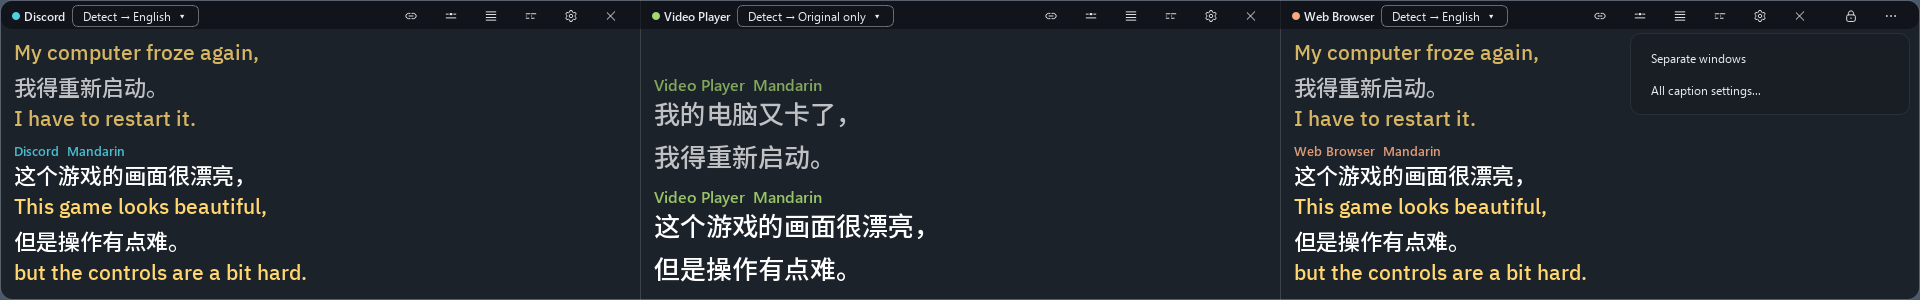 Discord Detect → English
My computer froze again,
我得重新启动。
I have to restart it.
Discord Mandarin
这个游戏的画面很漂亮，
This game looks beautiful,
但是操作有点难。
but the controls are a bit hard.
Video Player Detect → Original only
Video Player Mandarin
我的电脑又卡了，
我得重新启动。
Video Player Mandarin
这个游戏的画面很漂亮，
但是操作有点难。
Web Browser Detect → English
My computer froze again,
我得重新启动。
I have to restart it.
Web Browser Mandarin
这个游戏的画面很漂亮，
This game looks beautiful,
但是操作有点难。
but the controls are a bit hard.
Separate windows
All caption settings...